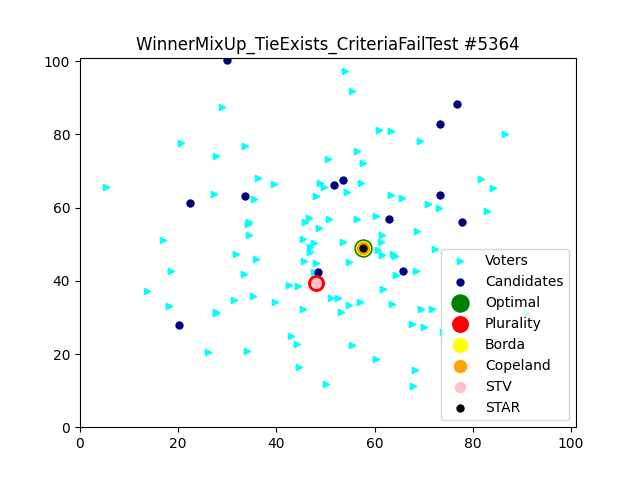 WinnerMixUp_TieExists_CriteriaFailTest #5364
100
80
60
40
20
0
0 20 40 60 80 100
Voters
Candidates
Optimal
Plurality
Borda
Copeland
STV
STAR